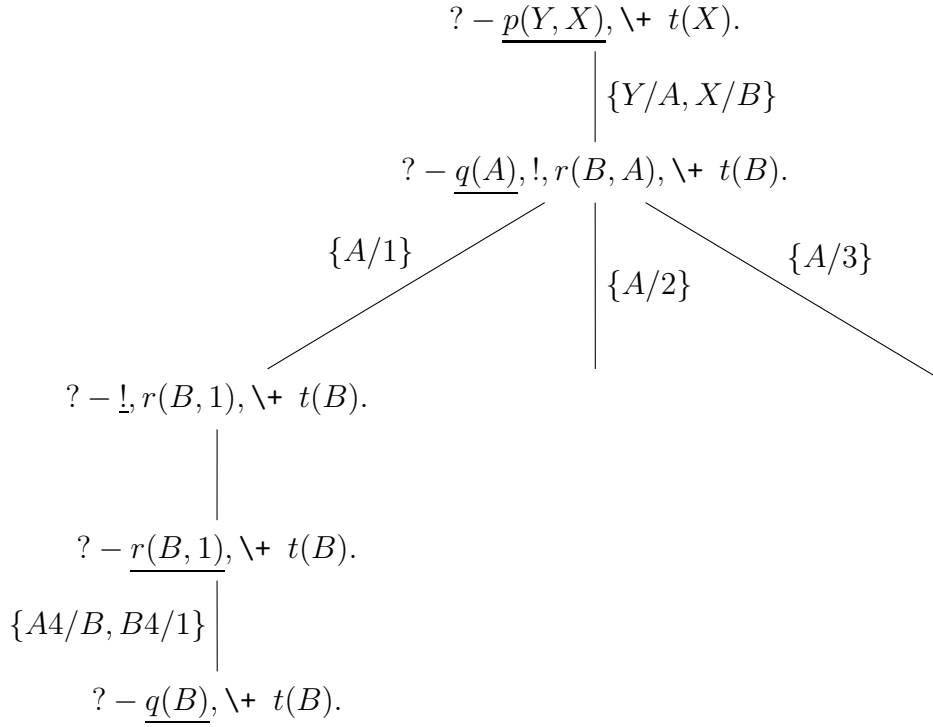 ? − p(Y, X), \+ t(X).
{Y/A, X/B}
? − q(A), !, r(B, A), \+ t(B).
{A/1}
{A/2}
{A/3}
? − !, r(B, 1), \+ t(B).
? − r(B, 1), \+ t(B).
{A4/B, B4/1}
? − q(B), \+ t(B).